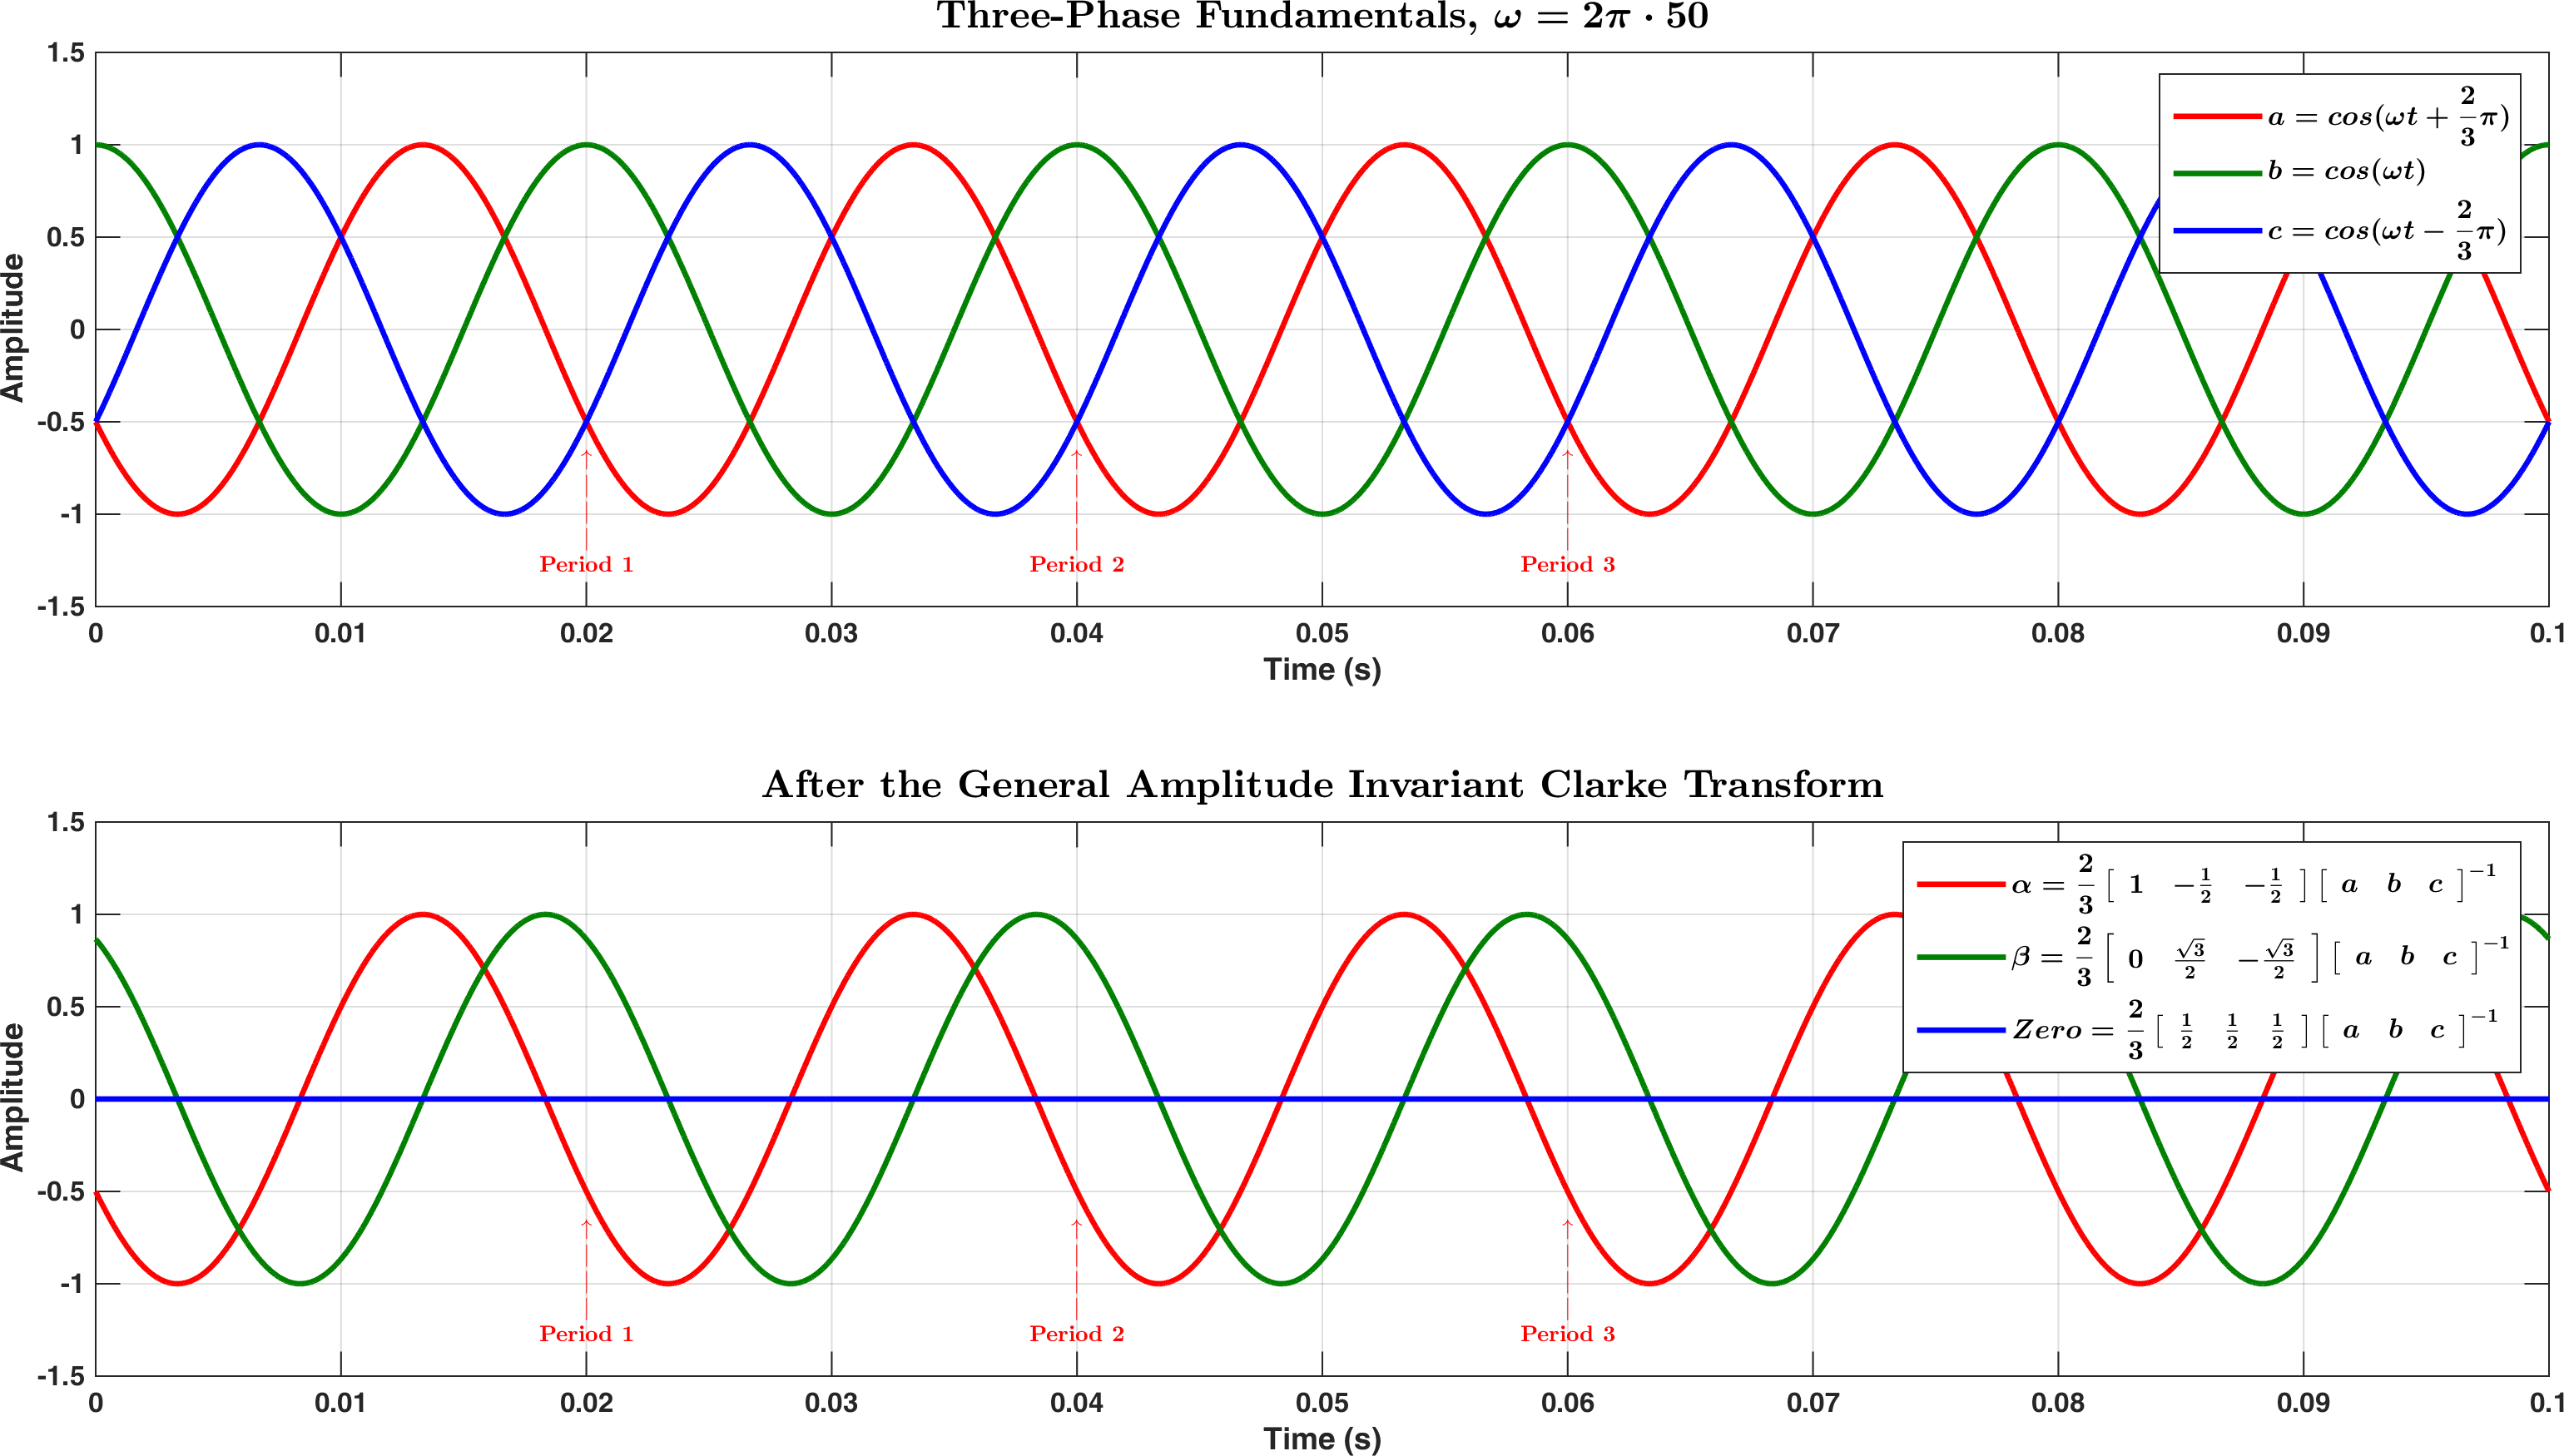 Three-Phase Fundamentals, ω = 2π · 50
1.5
1
0.5
0
-0.5
-1
-1.5
Amplitude
a = cos(ωt + 2/3 π)
b = cos(ωt)
c = cos(ωt − 2/3 π)
Period 1 Period 2 Period 3
0 0.01 0.02 0.03 0.04 0.05 0.06 0.07 0.08 0.09 0.1
Time (s)
After the General Amplitude Invariant Clarke Transform
1.5
1
0.5
0
-0.5
-1
-1.5
Amplitude
α = 2/3 [ 1 −1/2 −1/2 ] [ a b c ]⁻¹
β = 2/3 [ 0 √3/2 −√3/2 ] [ a b c ]⁻¹
Zero = 2/3 [ 1/2 1/2 1/2 ] [ a b c ]⁻¹
Period 1 Period 2 Period 3
0 0.01 0.02 0.03 0.04 0.05 0.06 0.07 0.08 0.09 0.1
Time (s)